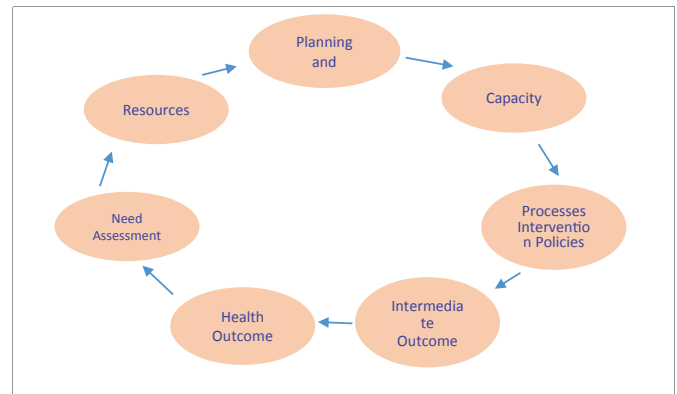 Planning
and
Capacity
Processes
Interventio
n Policies
Intermedia
te
Outcome
Health
Outcome
Need
Assessment
Resources